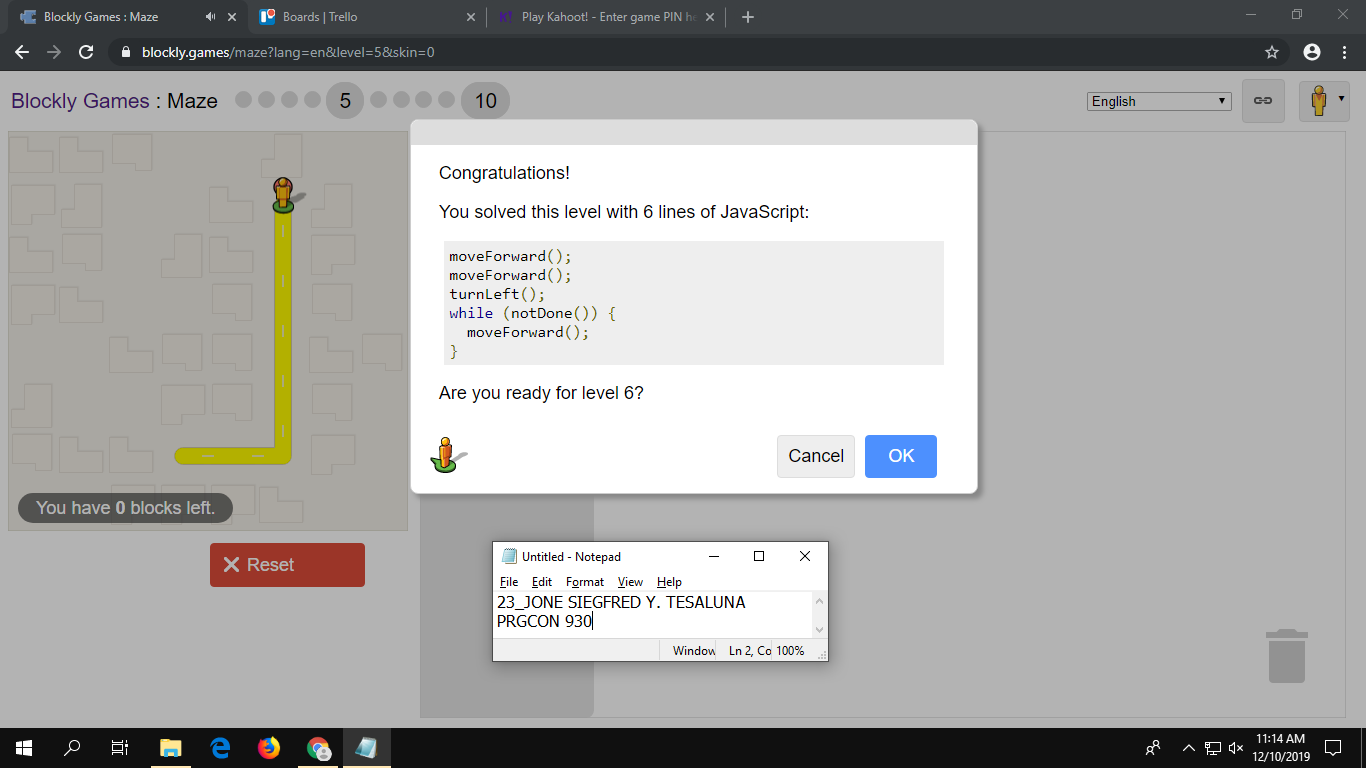 Blockly Games : Maze
Boards | Trello
Play Kahoot! - Enter game PIN he
blockly.games/maze?lang=en&level=5&skin=0
Blockly Games : Maze
5
10
English
Congratulations!
You solved this level with 6 lines of JavaScript:
moveForward();
moveForward();
turnLeft();
while (notDone()) {
moveForward();
}
Are you ready for level 6?
Cancel
OK
You have 0 blocks left.
Reset
Untitled - Notepad
File Edit Format View Help
23_JONE SIEGFRED Y. TESALUNA
PRGCON 930
Window Ln 2, Co 100%
11:14 AM
12/10/2019